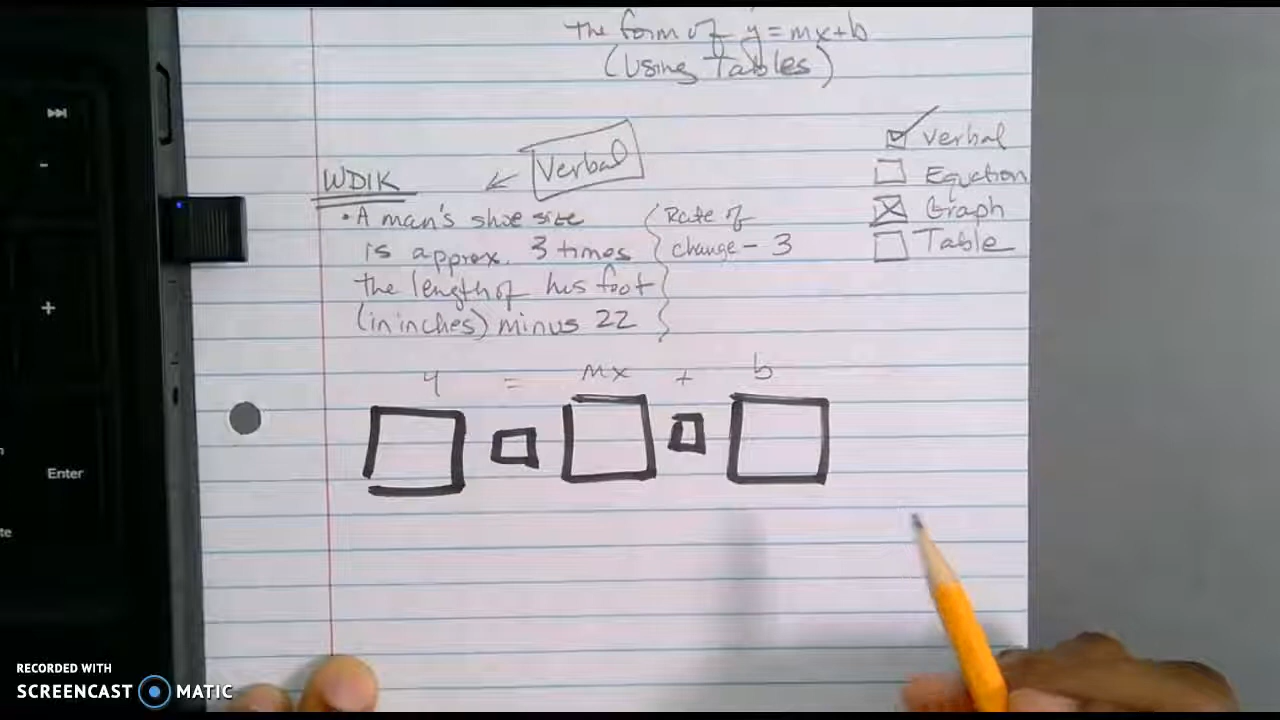 the form of y = mx+b
(Using Tables)
Verbal
WDIK
• A man's shoe size
is approx. 3 times
the length of his foot
(in inches) minus 22
Rate of
change - 3
verbal
Equation
Graph
Table
y = mx + b
Enter
RECORDED WITH
SCREENCAST MATIC